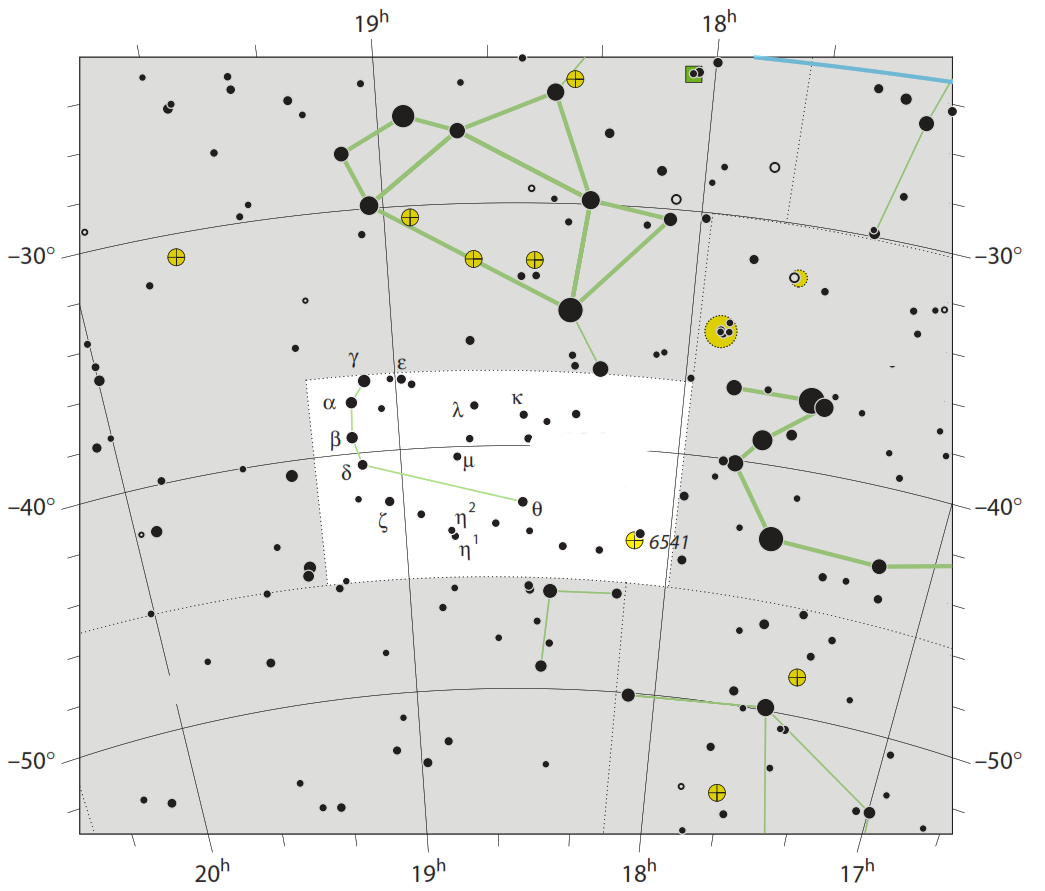 19ʰ 18ʰ
–30° –30°
γ ε
α λ κ
β μ
δ
ζ η² θ
η¹
–40° –40°
6541
–50° –50°
20ʰ 19ʰ 18ʰ 17ʰ